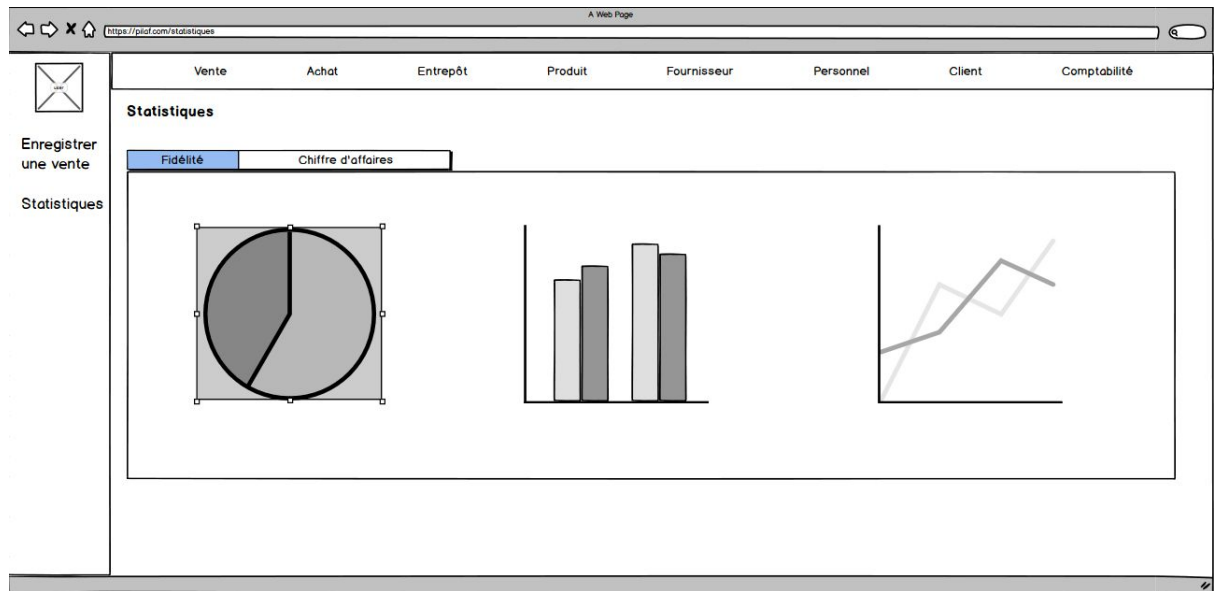 A Web Page
https://pilaf.com/statistiques
Vente Achat Entrepôt Produit Fournisseur Personnel Client Comptabilité
Enregistrer
une vente
Statistiques
Statistiques
Fidélité Chiffre d'affaires